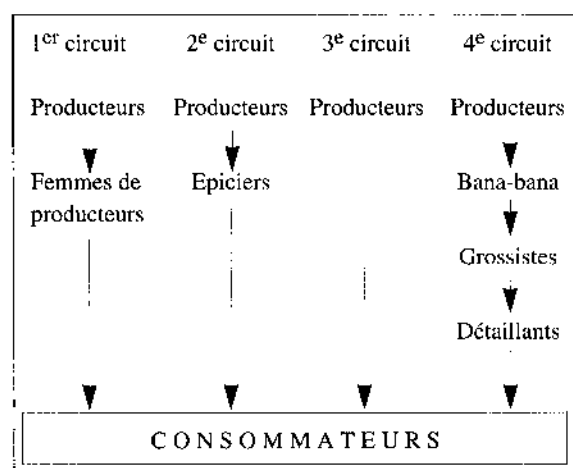 1er circuit 2e circuit 3e circuit 4e circuit
Producteurs Producteurs Producteurs Producteurs
Femmes de producteurs Epiciers Bana-bana
Grossistes
Détaillants
CONSOMMATEURS